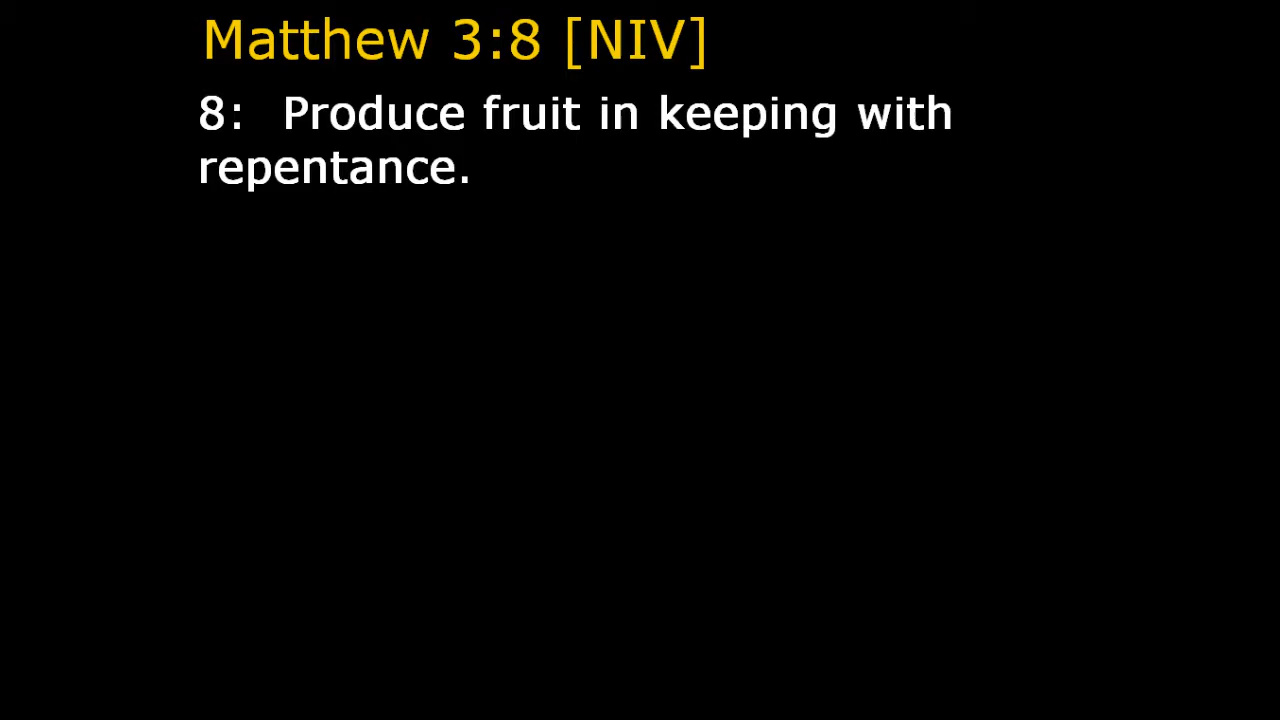 Matthew 3:8 [NIV]
8: Produce fruit in keeping with
repentance.